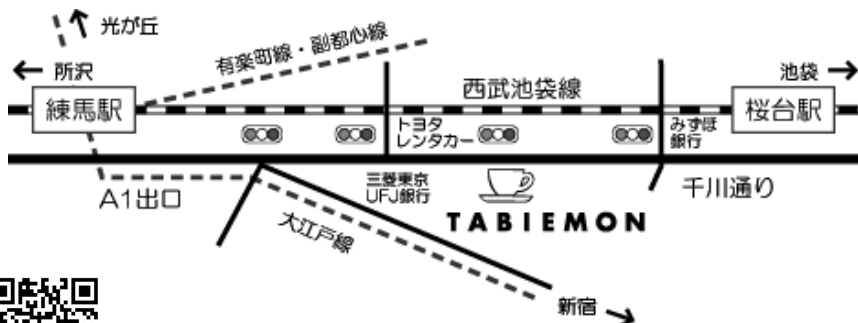 光が丘
所沢
有楽町線・副都心線
西武池袋線
池袋
練馬駅
桜台駅
トヨタ
レンタカー
みずほ
銀行
A1出口
三菱東京
UFJ銀行
千川通り
TABIEMON
大江戸線
新宿